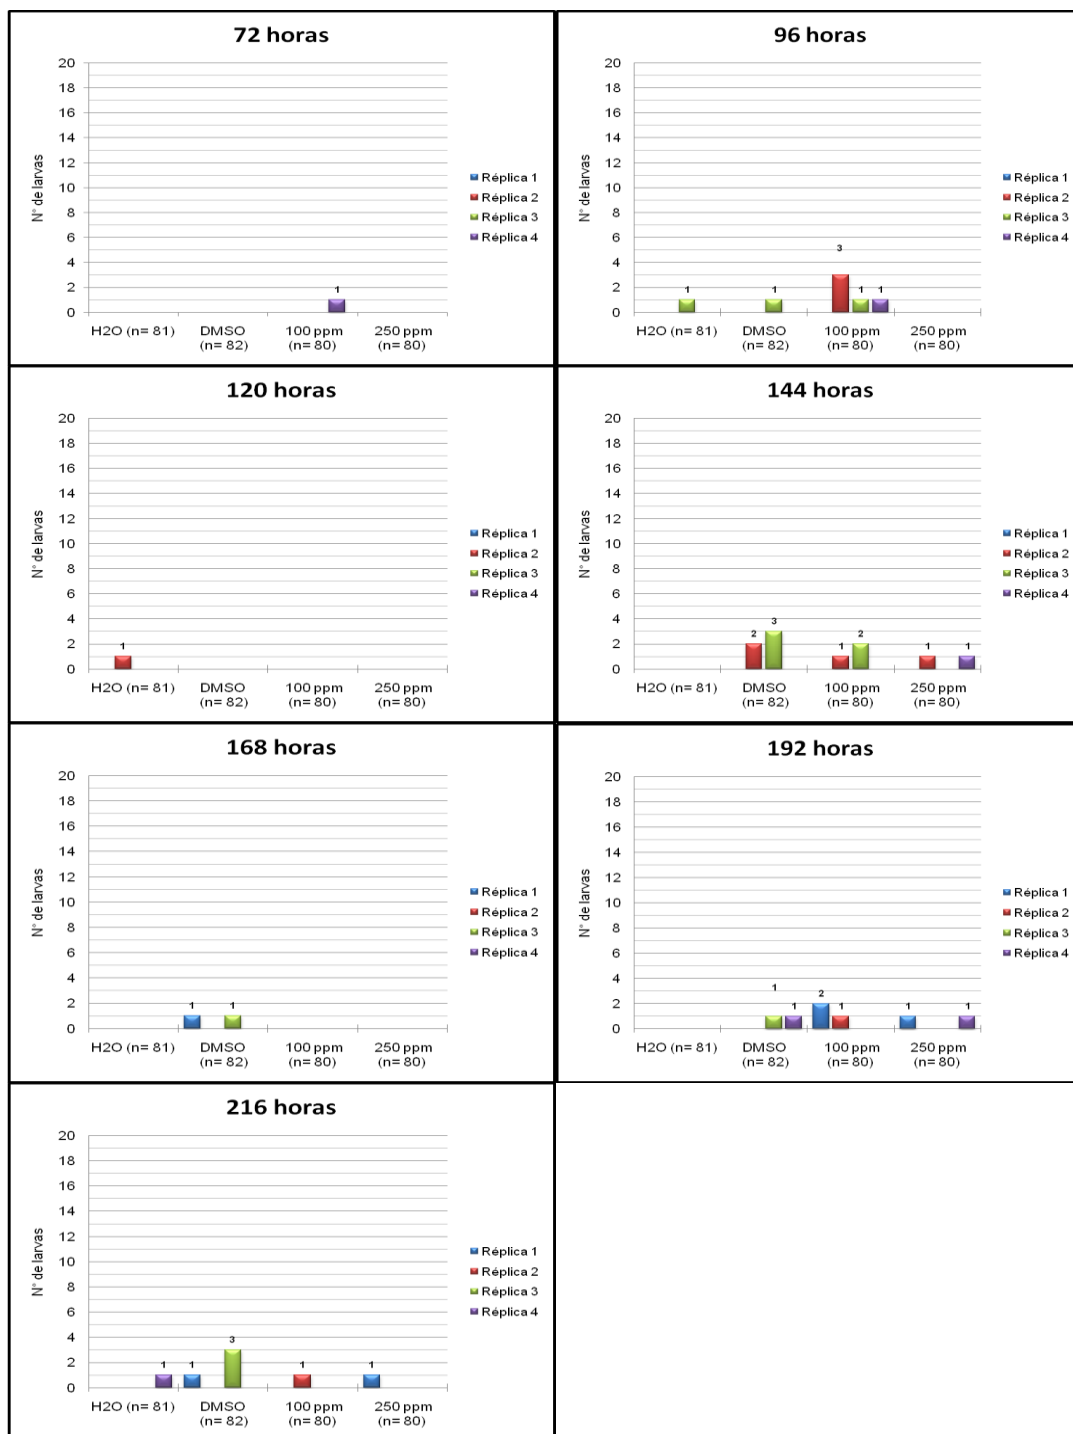 72 horas
N° de larvas
20
18
16
14
12
10
8
6
4
2
0
1
H2O (n= 81)
DMSO
(n= 82)
100 ppm
(n= 80)
250 ppm
(n= 80)
Réplica 1
Réplica 2
Réplica 3
Réplica 4
96 horas
N° de larvas
20
18
16
14
12
10
8
6
4
2
0
1
1
3
1
1
H2O (n= 81)
DMSO
(n= 82)
100 ppm
(n= 80)
250 ppm
(n= 80)
Réplica 1
Réplica 2
Réplica 3
Réplica 4
120 horas
N° de larvas
20
18
16
14
12
10
8
6
4
2
0
1
H2O (n= 81)
DMSO
(n= 82)
100 ppm
(n= 80)
250 ppm
(n= 80)
Réplica 1
Réplica 2
Réplica 3
Réplica 4
144 horas
N° de larvas
20
18
16
14
12
10
8
6
4
2
0
2
3
1
2
1
1
H2O (n= 81)
DMSO
(n= 82)
100 ppm
(n= 80)
250 ppm
(n= 80)
Réplica 1
Réplica 2
Réplica 3
Réplica 4
168 horas
N° de larvas
20
18
16
14
12
10
8
6
4
2
0
1
1
H2O (n= 81)
DMSO
(n= 82)
100 ppm
(n= 80)
250 ppm
(n= 80)
Réplica 1
Réplica 2
Réplica 3
Réplica 4
192 horas
N° de larvas
20
18
16
14
12
10
8
6
4
2
0
1
1
2
1
1
1
H2O (n= 81)
DMSO
(n= 82)
100 ppm
(n= 80)
250 ppm
(n= 80)
Réplica 1
Réplica 2
Réplica 3
Réplica 4
216 horas
N° de larvas
20
18
16
14
12
10
8
6
4
2
0
1
1
3
1
1
H2O (n= 81)
DMSO
(n= 82)
100 ppm
(n= 80)
250 ppm
(n= 80)
Réplica 1
Réplica 2
Réplica 3
Réplica 4